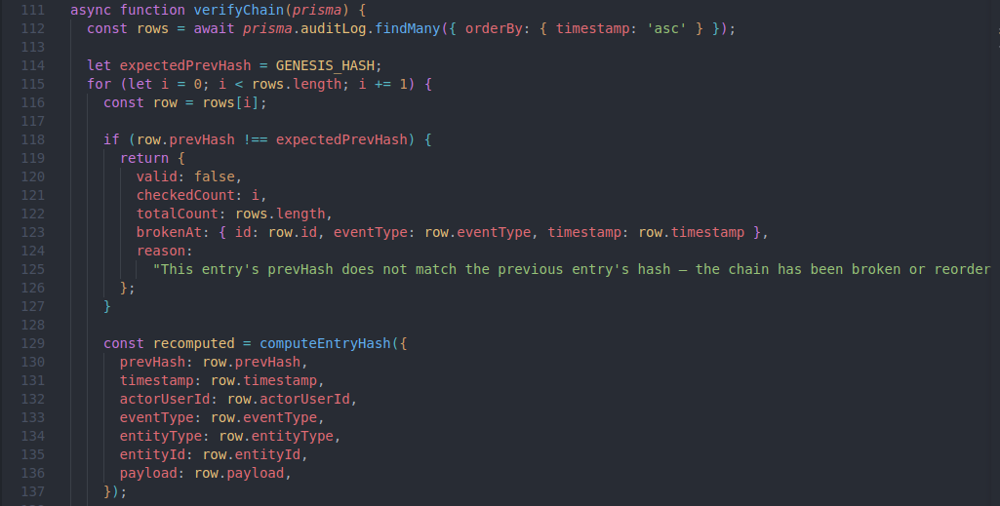 111 async function verifyChain(prisma) {
112 const rows = await prisma.auditLog.findMany({ orderBy: { timestamp: 'asc' } });
113
114 let expectedPrevHash = GENESIS_HASH;
115 for (let i = 0; i < rows.length; i += 1) {
116 const row = rows[i];
117
118 if (row.prevHash !== expectedPrevHash) {
119 return {
120 valid: false,
121 checkedCount: i,
122 totalCount: rows.length,
123 brokenAt: { id: row.id, eventType: row.eventType, timestamp: row.timestamp },
124 reason:
125 "This entry's prevHash does not match the previous entry's hash — the chain has been broken or reorder
126 };
127 }
128
129 const recomputed = computeEntryHash({
130 prevHash: row.prevHash,
131 timestamp: row.timestamp,
132 actorUserId: row.actorUserId,
133 eventType: row.eventType,
134 entityType: row.entityType,
135 entityId: row.entityId,
136 payload: row.payload,
137 });